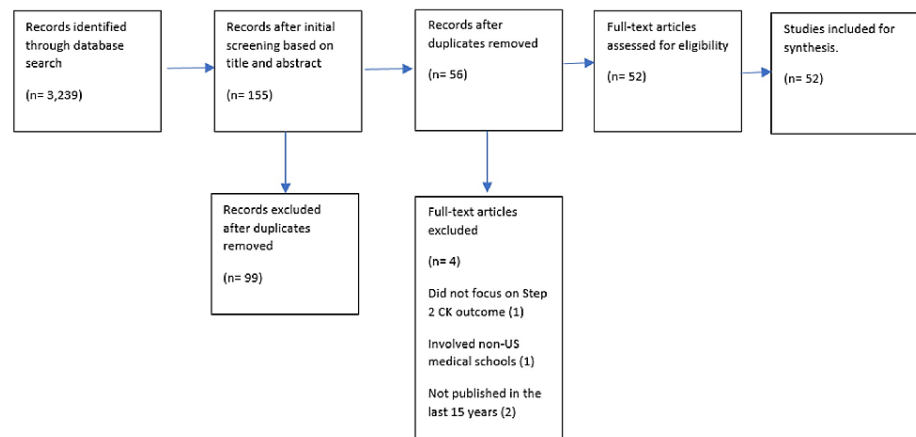 Records identified
through database
search
(n= 3,239)
Records after initial
screening based on
title and abstract
(n= 155)
Records after
duplicates removed
(n= 56)
Full-text articles
assessed for eligibility
(n= 52)
Studies included for
synthesis.
(n= 52)
Records excluded
after duplicates
removed
(n= 99)
Full-text articles
excluded
(n= 4)
Did not focus on Step
2 CK outcome (1)
Involved non-US
medical schools (1)
Not published in the
last 15 years (2)